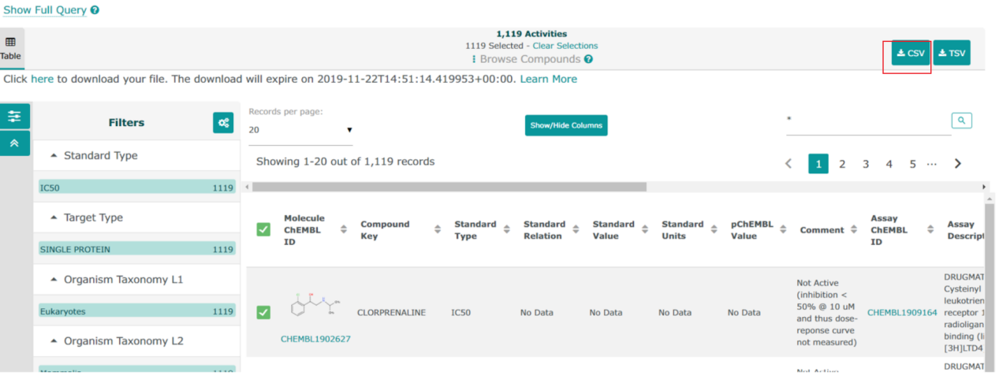 Show Full Query
1,119 Activities
1119 Selected - Clear Selections
Browse Compounds
Table
CSV
TSV
Click here to download your file. The download will expire on 2019-11-22T14:51:14.419953+00:00. Learn More
Filters
Standard Type
IC50 1119
Target Type
SINGLE PROTEIN 1119
Organism Taxonomy L1
Eukaryotes 1119
Organism Taxonomy L2
Records per page:
20
Show/Hide Columns
*
Showing 1-20 out of 1,119 records
1 2 3 4 5 ...
Molecule ChEMBL ID
Compound Key
Standard Type
Standard Relation
Standard Value
Standard Units
pChEMBL Value
Comment
Assay ChEMBL ID
Assay Descrip
CHEMBL1902627
CLORPRENALINE
IC50
No Data
No Data
No Data
No Data
Not Active
(inhibition <
50% @ 10 uM
and thus dose-
reponse curve
not measured)
CHEMBL1909164
DRUGMAT
Cysteinyl
leukotrien
receptor 1
radioligan
binding (li
[3H]LTD4
DRUGMAT